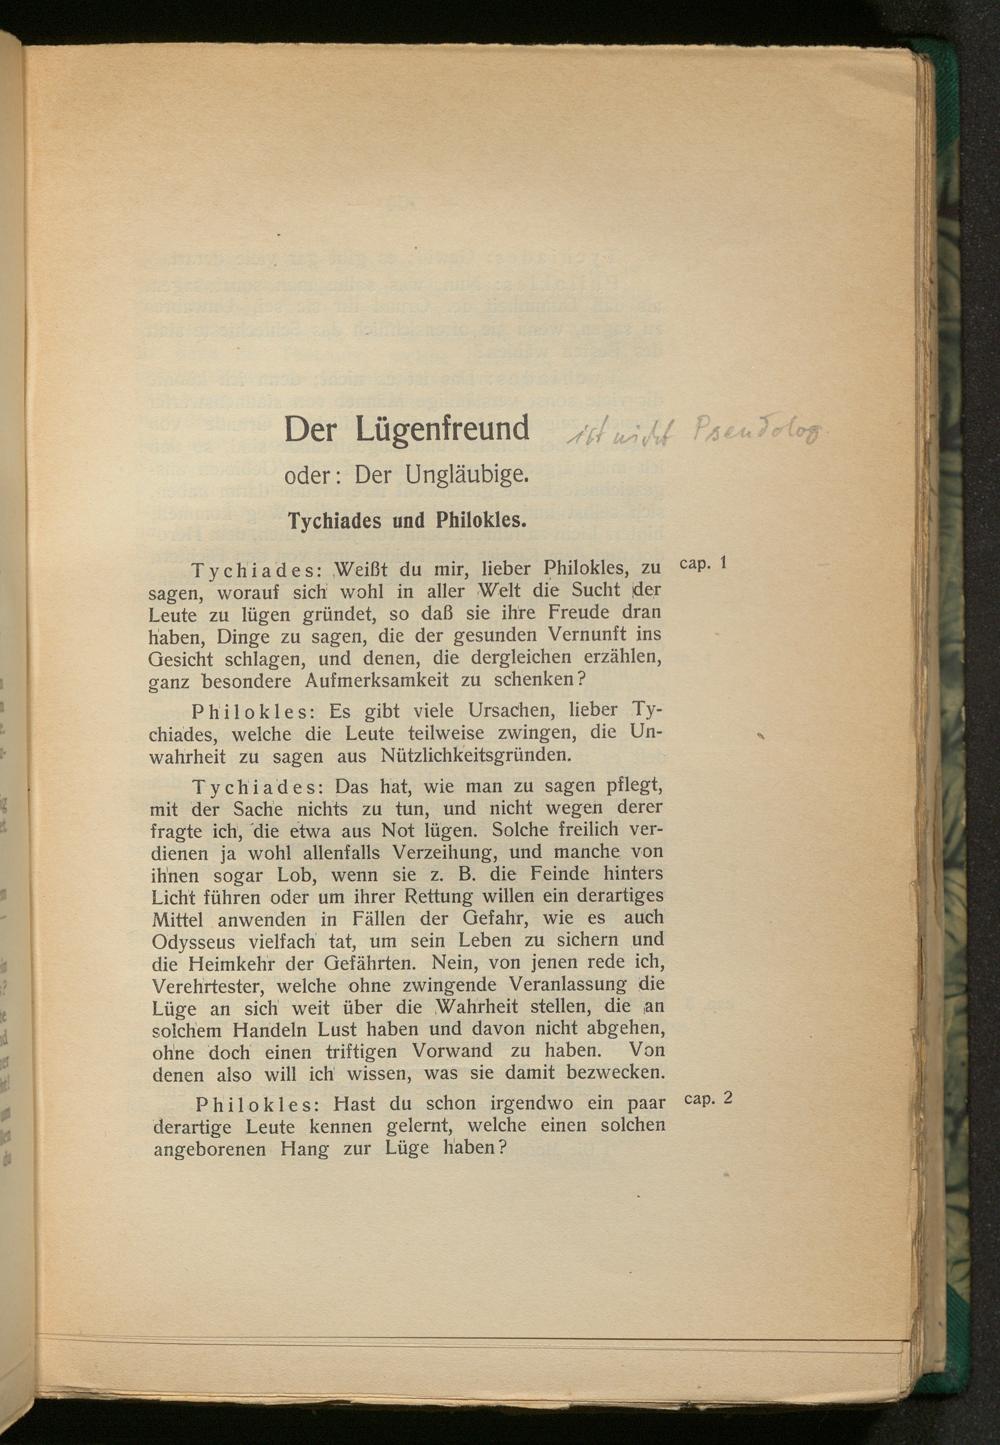 Der Lügenfreund ist nicht Pseudolog.
oder: Der Ungläubige.
Tychiades und Philokles.
Tychiades: Weißt du mir, lieber Philokles, zu cap. 1
sagen, worauf sich wohl in aller Welt die Sucht der
Leute zu lügen gründet, so daß sie ihre Freude dran
haben, Dinge zu sagen, die der gesunden Vernunft ins
Gesicht schlagen, und denen, die dergleichen erzählen,
ganz besondere Aufmerksamkeit zu schenken?
Philokles: Es gibt viele Ursachen, lieber Ty-
chiades, welche die Leute teilweise zwingen, die Un-
wahrheit zu sagen aus Nützlichkeitsgründen.
Tychiades: Das hat, wie man zu sagen pflegt,
mit der Sache nichts zu tun, und nicht wegen derer
fragte ich, die etwa aus Not lügen. Solche freilich ver-
dienen ja wohl allenfalls Verzeihung, und manche von
ihnen sogar Lob, wenn sie z. B. die Feinde hinters
Licht führen oder um ihrer Rettung willen ein derartiges
Mittel anwenden in Fällen der Gefahr, wie es auch
Odysseus vielfach tat, um sein Leben zu sichern und
die Heimkehr der Gefährten. Nein, von jenen rede ich,
Verehrtester, welche ohne zwingende Veranlassung die
Lüge an sich weit über die Wahrheit stellen, die an
solchem Handeln Lust haben und davon nicht abgehen,
ohne doch einen triftigen Vorwand zu haben. Von
denen also will ich wissen, was sie damit bezwecken.
Philokles: Hast du schon irgendwo ein paar cap. 2
derartige Leute kennen gelernt, welche einen solchen
angeborenen Hang zur Lüge haben?